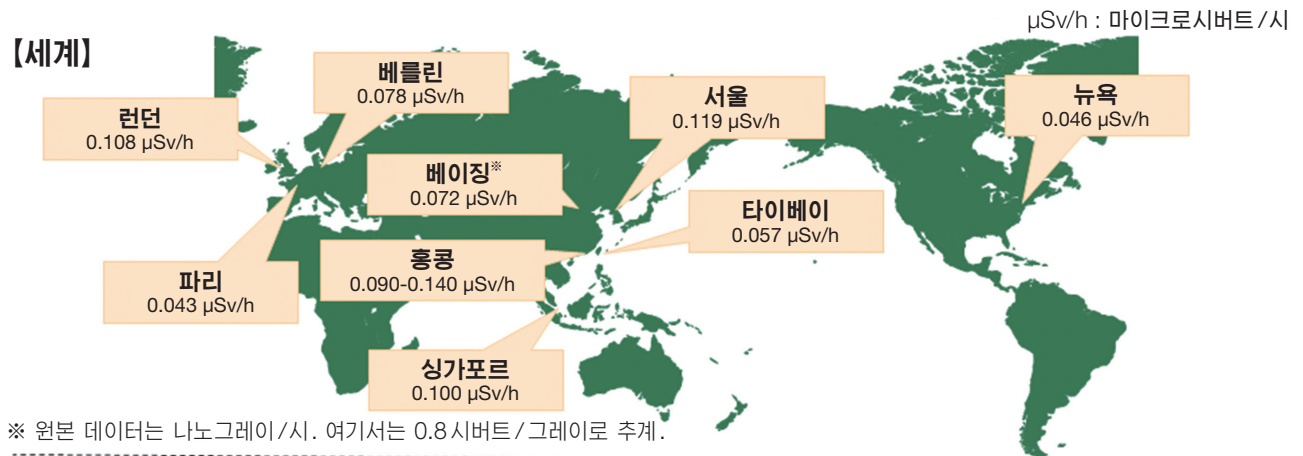 μSv/h : 마이크로시버트/시
【세계】
베를린
0.078 μSv/h
런던
0.108 μSv/h
서울
0.119 μSv/h
뉴욕
0.046 μSv/h
베이징※
0.072 μSv/h
타이베이
0.057 μSv/h
홍콩
0.090-0.140 μSv/h
파리
0.043 μSv/h
싱가포르
0.100 μSv/h
※ 원본 데이터는 나노그레이/시. 여기서는 0.8시버트/그레이로 추계.